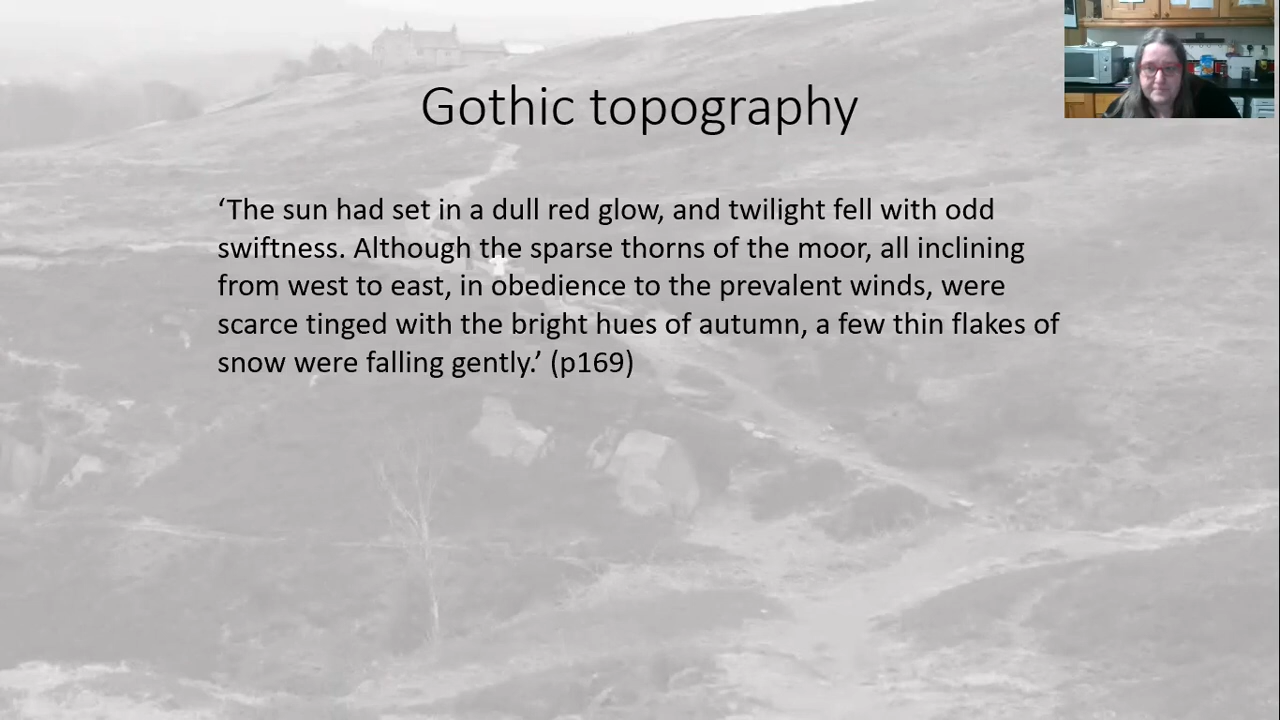 Gothic topography
‘The sun had set in a dull red glow, and twilight fell with odd
swiftness. Although the sparse thorns of the moor, all inclining
from west to east, in obedience to the prevalent winds, were
scarce tinged with the bright hues of autumn, a few thin flakes of
snow were falling gently.’ (p169)